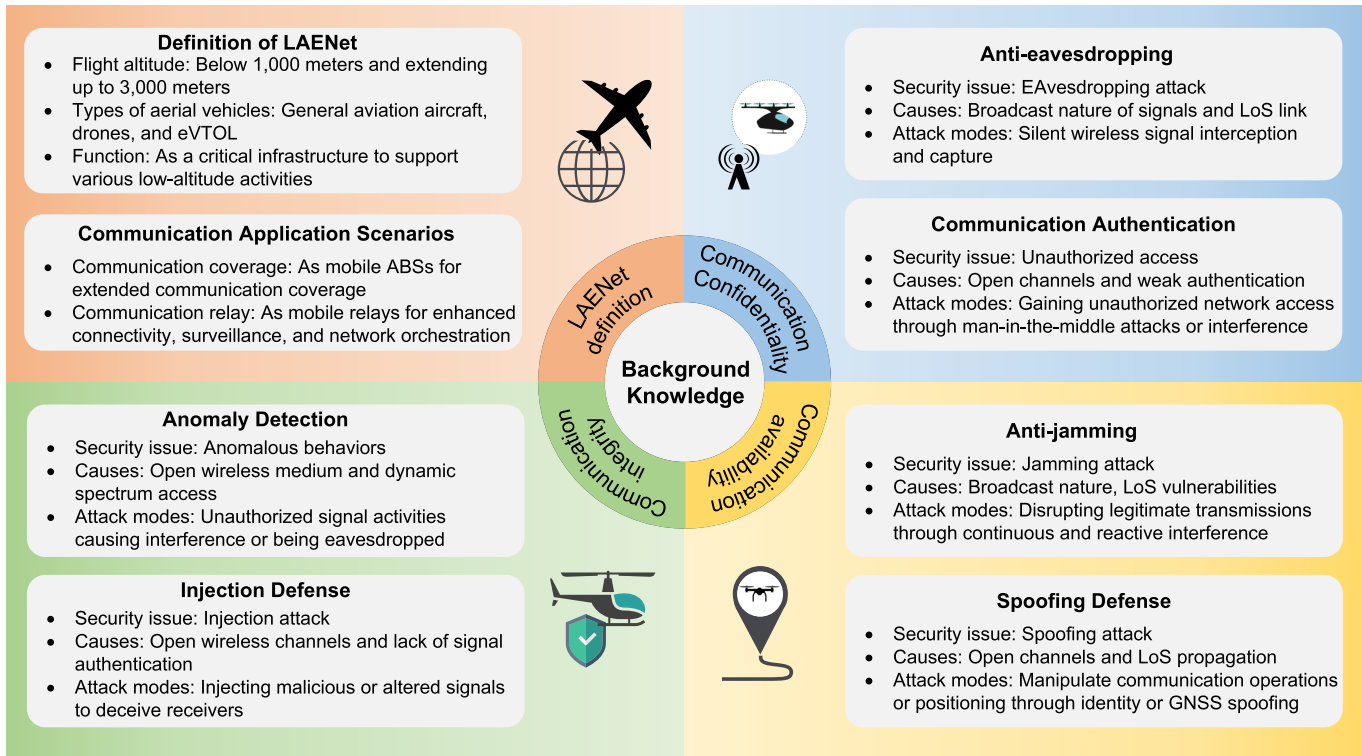 Definition of LAENet
• Flight altitude: Below 1,000 meters and extending
up to 3,000 meters
• Types of aerial vehicles: General aviation aircraft,
drones, and eVTOL
• Function: As a critical infrastructure to support
various low-altitude activities
Communication Application Scenarios
• Communication coverage: As mobile ABSs for
extended communication coverage
• Communication relay: As mobile relays for enhanced
connectivity, surveillance, and network orchestration
Anti-eavesdropping
• Security issue: EAvesdropping attack
• Causes: Broadcast nature of signals and LoS link
• Attack modes: Silent wireless signal interception
and capture
Communication Authentication
• Security issue: Unauthorized access
• Causes: Open channels and weak authentication
• Attack modes: Gaining unauthorized network access
through man-in-the-middle attacks or interference
LAENet
definition
Communication
Confidentiality
Background
Knowledge
Communication
integrity
Communication
availability
Anomaly Detection
• Security issue: Anomalous behaviors
• Causes: Open wireless medium and dynamic
spectrum access
• Attack modes: Unauthorized signal activities
causing interference or being eavesdropped
Injection Defense
• Security issue: Injection attack
• Causes: Open wireless channels and lack of signal
authentication
• Attack modes: Injecting malicious or altered signals
to deceive receivers
Anti-jamming
• Security issue: Jamming attack
• Causes: Broadcast nature, LoS vulnerabilities
• Attack modes: Disrupting legitimate transmissions
through continuous and reactive interference
Spoofing Defense
• Security issue: Spoofing attack
• Causes: Open channels and LoS propagation
• Attack modes: Manipulate communication operations
or positioning through identity or GNSS spoofing